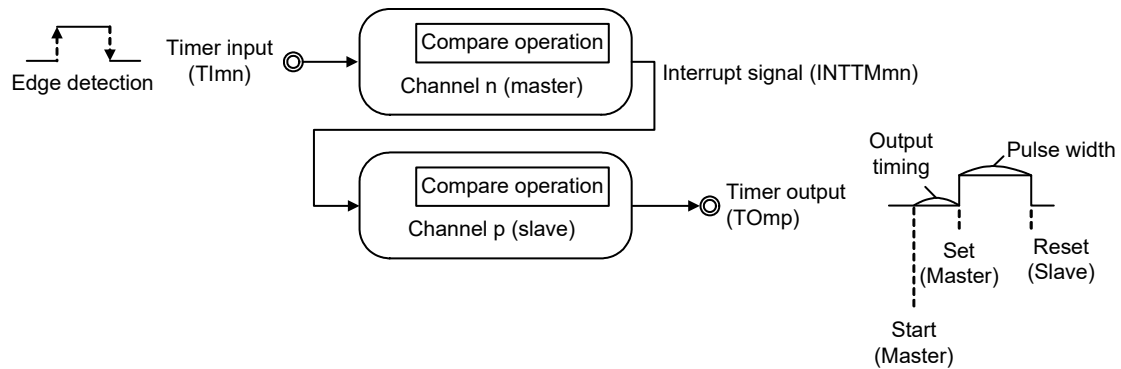 Edge detection
Timer input
(TImn)
Compare operation
Channel n (master)
Interrupt signal (INTTMmn)
Compare operation
Channel p (slave)
Timer output
(TOmp)
Output
timing
Pulse width
Set
(Master)
Reset
(Slave)
Start
(Master)